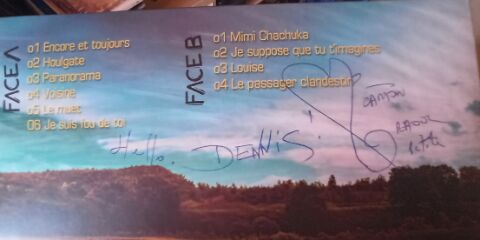 FACE A
01 Encore et toujours
02 Houlgate
03 Paranorama
04 Voisine
05 Le muet
06 Je suis fou de toi
FACE B
01 Mimi Chachuka
02 Je suppose que tu t'imagines
03 Louise
04 Le passager clandestin
Hello. DENNIS!